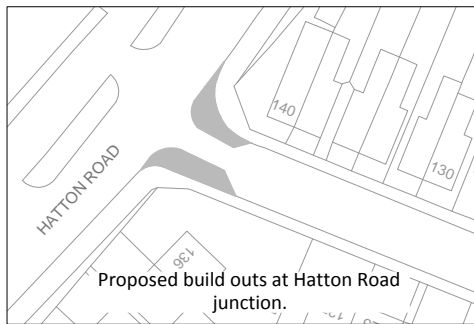 140
130
HATTON ROAD
136
Proposed build outs at Hatton Road
junction.